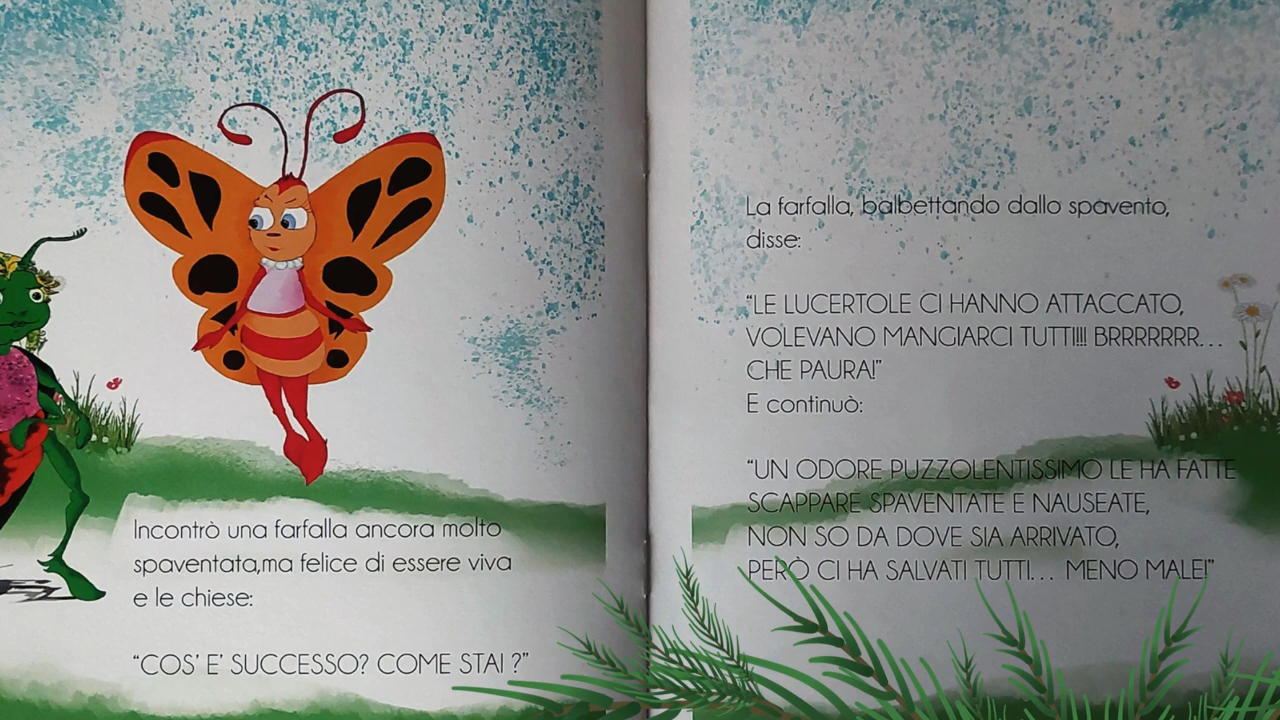 Incontrò una farfalla ancora molto
spaventata,ma felice di essere viva
e le chiese:
“COS’ E’ SUCCESSO? COME STAI ?”
La farfalla, balbettando dallo spavento,
disse:
“LE LUCERTOLE CI HANNO ATTACCATO,
VOLEVANO MANGIARCI TUTTI!!! BRRRRRRR...
CHE PAURA!”
E continuò:
“UN ODORE PUZZOLENTISSIMO LE HA FATTE
SCAPPARE SPAVENTATE E NAUSEATE,
NON SO DA DOVE SIA ARRIVATO,
PERÒ CI HA SALVATI TUTTI... MENO MALE!”